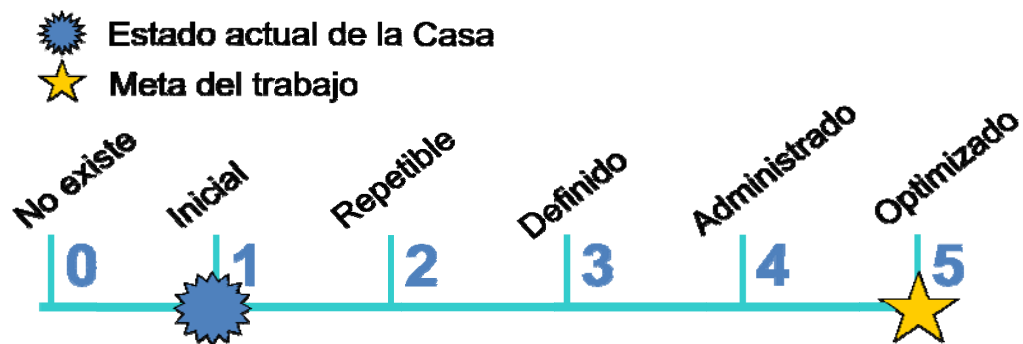 Estado actual de la Casa
Meta del trabajo
No existe
Inicial
Repetible
Definido
Administrado
Optimizado
0 1 2 3 4 5